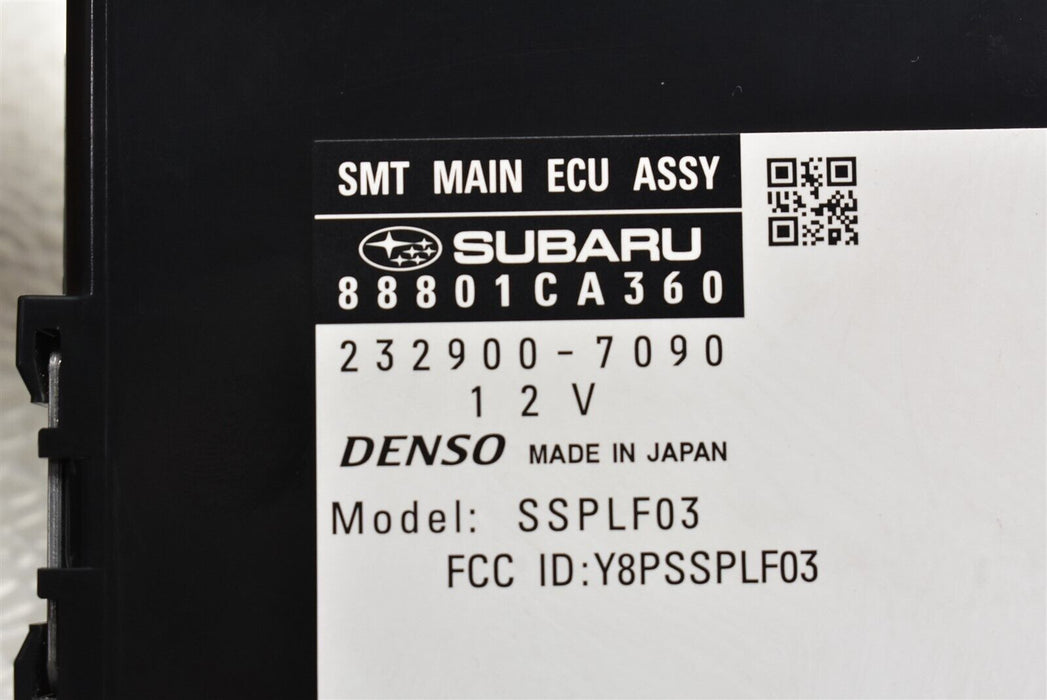 SMT MAIN ECU ASSY
SUBARU
88801CA360
232900-7090
12V
DENSO MADE IN JAPAN
Model: SSPLF03
FCC ID:Y8PSSPLF03